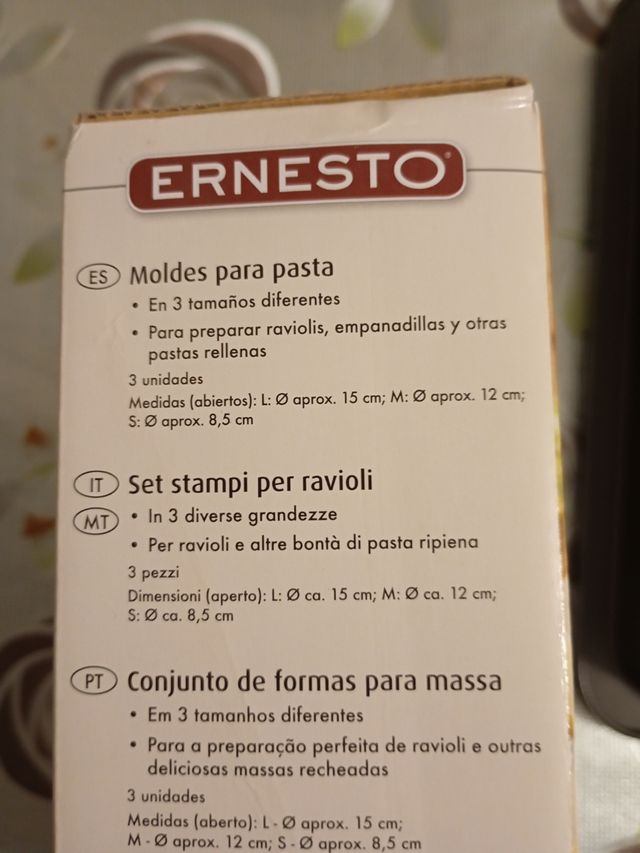 ERNESTO®
ES Moldes para pasta
• En 3 tamaños diferentes
• Para preparar raviolis, empanadillas y otras
pastas rellenas
3 unidades
Medidas (abiertos): L: Ø aprox. 15 cm; M: Ø aprox. 12 cm;
S: Ø aprox. 8,5 cm
IT Set stampi per ravioli
MT • In 3 diverse grandezze
• Per ravioli e altre bontà di pasta ripiena
3 pezzi
Dimensioni (aperto): L: Ø ca. 15 cm; M: Ø ca. 12 cm;
S: Ø ca. 8,5 cm
PT Conjunto de formas para massa
• Em 3 tamanhos diferentes
• Para a preparação perfeita de ravioli e outras
deliciosas massas recheadas
3 unidades
Medidas (aberto): L - Ø aprox. 15 cm;
M - Ø aprox. 12 cm; S - Ø aprox. 8,5 cm